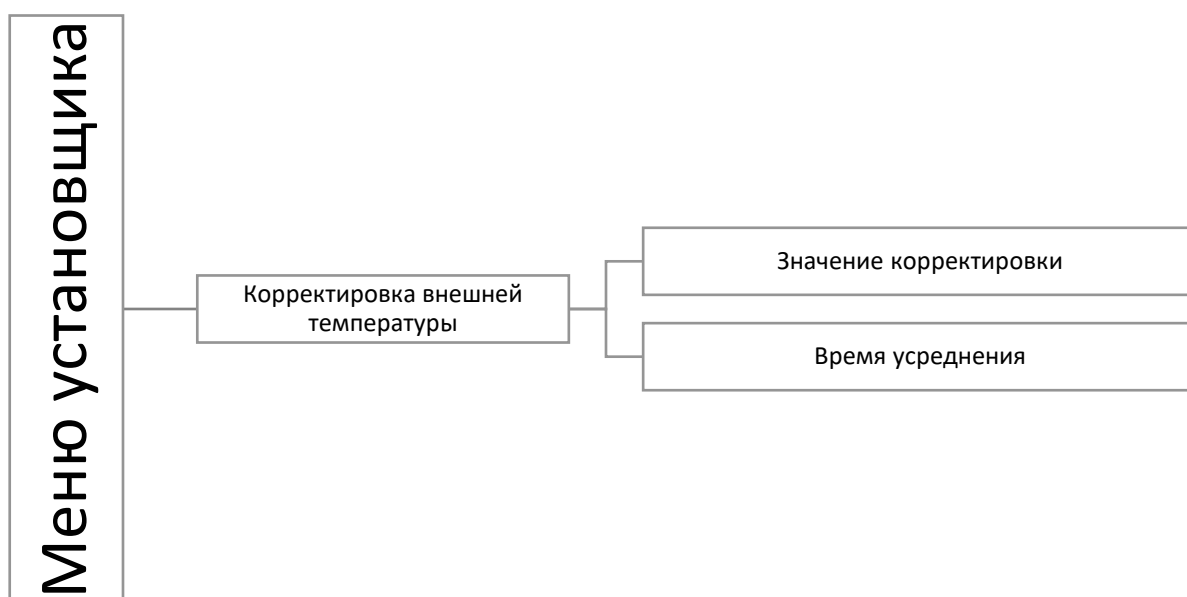 Меню установщика
Корректировка внешней
температуры
Значение корректировки
Время усреднения